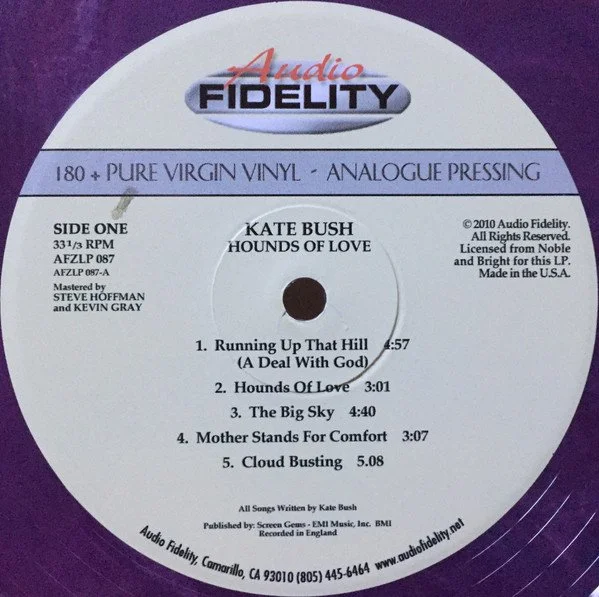 Audio
FIDELITY
180 + PURE VIRGIN VINYL - ANALOGUE PRESSING
SIDE ONE
33 1/3 RPM
AFZLP 087
AFZLP 087-A
Mastered by
STEVE HOFFMAN
and KEVIN GRAY
KATE BUSH
HOUNDS OF LOVE
© 2010 Audio Fidelity.
All Rights Reserved.
Licensed from Noble
and Bright for this LP.
Made in the U.S.A.
1. Running Up That Hill 4:57
(A Deal With God)
2. Hounds Of Love 3:01
3. The Big Sky 4:40
4. Mother Stands For Comfort 3:07
5. Cloud Busting 5.08
All Songs Written by Kate Bush
Published by: Screen Gems - EMI Music, Inc. BMI
Recorded in England
Audio Fidelity, Camarillo, CA 93010 (805) 445-6464 www.audiofidelity.net